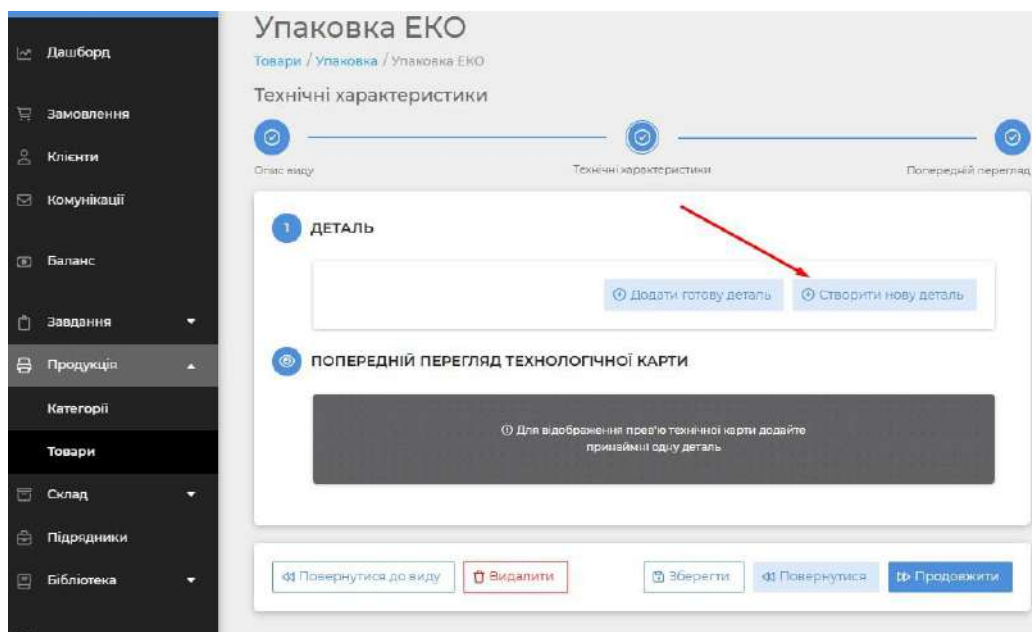 Упаковка ЕКО
Товари / Упаковка / Упаковка ЕКО
Технічні характеристики
Опис виду
Технічні характеристики
Попередній перегляд
Дашборд
Замовлення
Клієнти
Комунікації
Баланс
Завдання
Продукція
Категорії
Товари
Склад
Підрядники
Бібліотека
1 ДЕТАЛЬ
Додати готову деталь
Створити нову деталь
ПОПЕРЕДНІЙ ПЕРЕГЛЯД ТЕХНОЛОГІЧНОЇ КАРТИ
Для відображення прев'ю технічної карти додайте
принаймні одну деталь
Повернутися до виду
Видалити
Зберегти
Повернутися
Продовжити